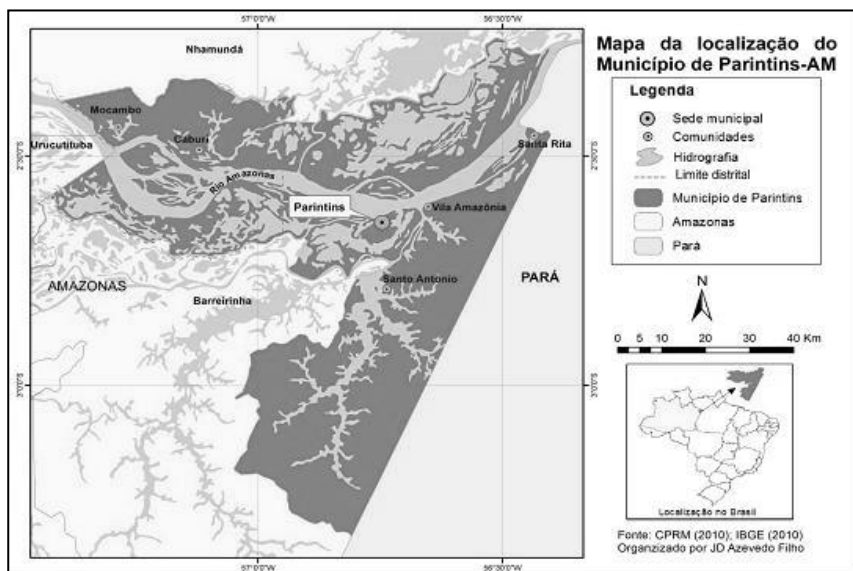 57°0'0"W
56°30'0"W
Nhamundá
Mocambo
Caburi
Urucutituba
Santa Rita
2°30'0"S
2°30'0"S
Rio Amazonas
Parintins
Vila Amazônia
AMAZONAS
Santo Antonio
PARÁ
Barreirinha
3°0'0"S
3°0'0"S
57°0'0"W
56°30'0"W
Mapa da localização do
Município de Parintins-AM
Legenda
Sede municipal
Comunidades
Hidrografia
Limite distrital
Município de Parintins
Amazonas
Pará
N
0 5 10 20 30 40 Km
Localização no Brasil
Fonte: CPRM (2010); IBGE (2010)
Organzizado por JD Azevedo Filho